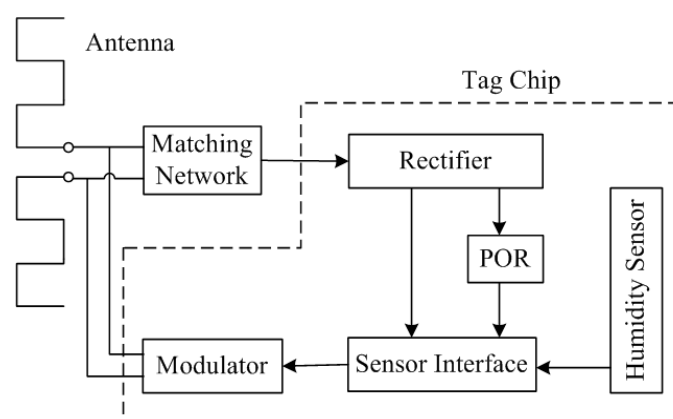 Antenna
Tag Chip
Matching
Network
Rectifier
POR
Humidity Sensor
Modulator
Sensor Interface